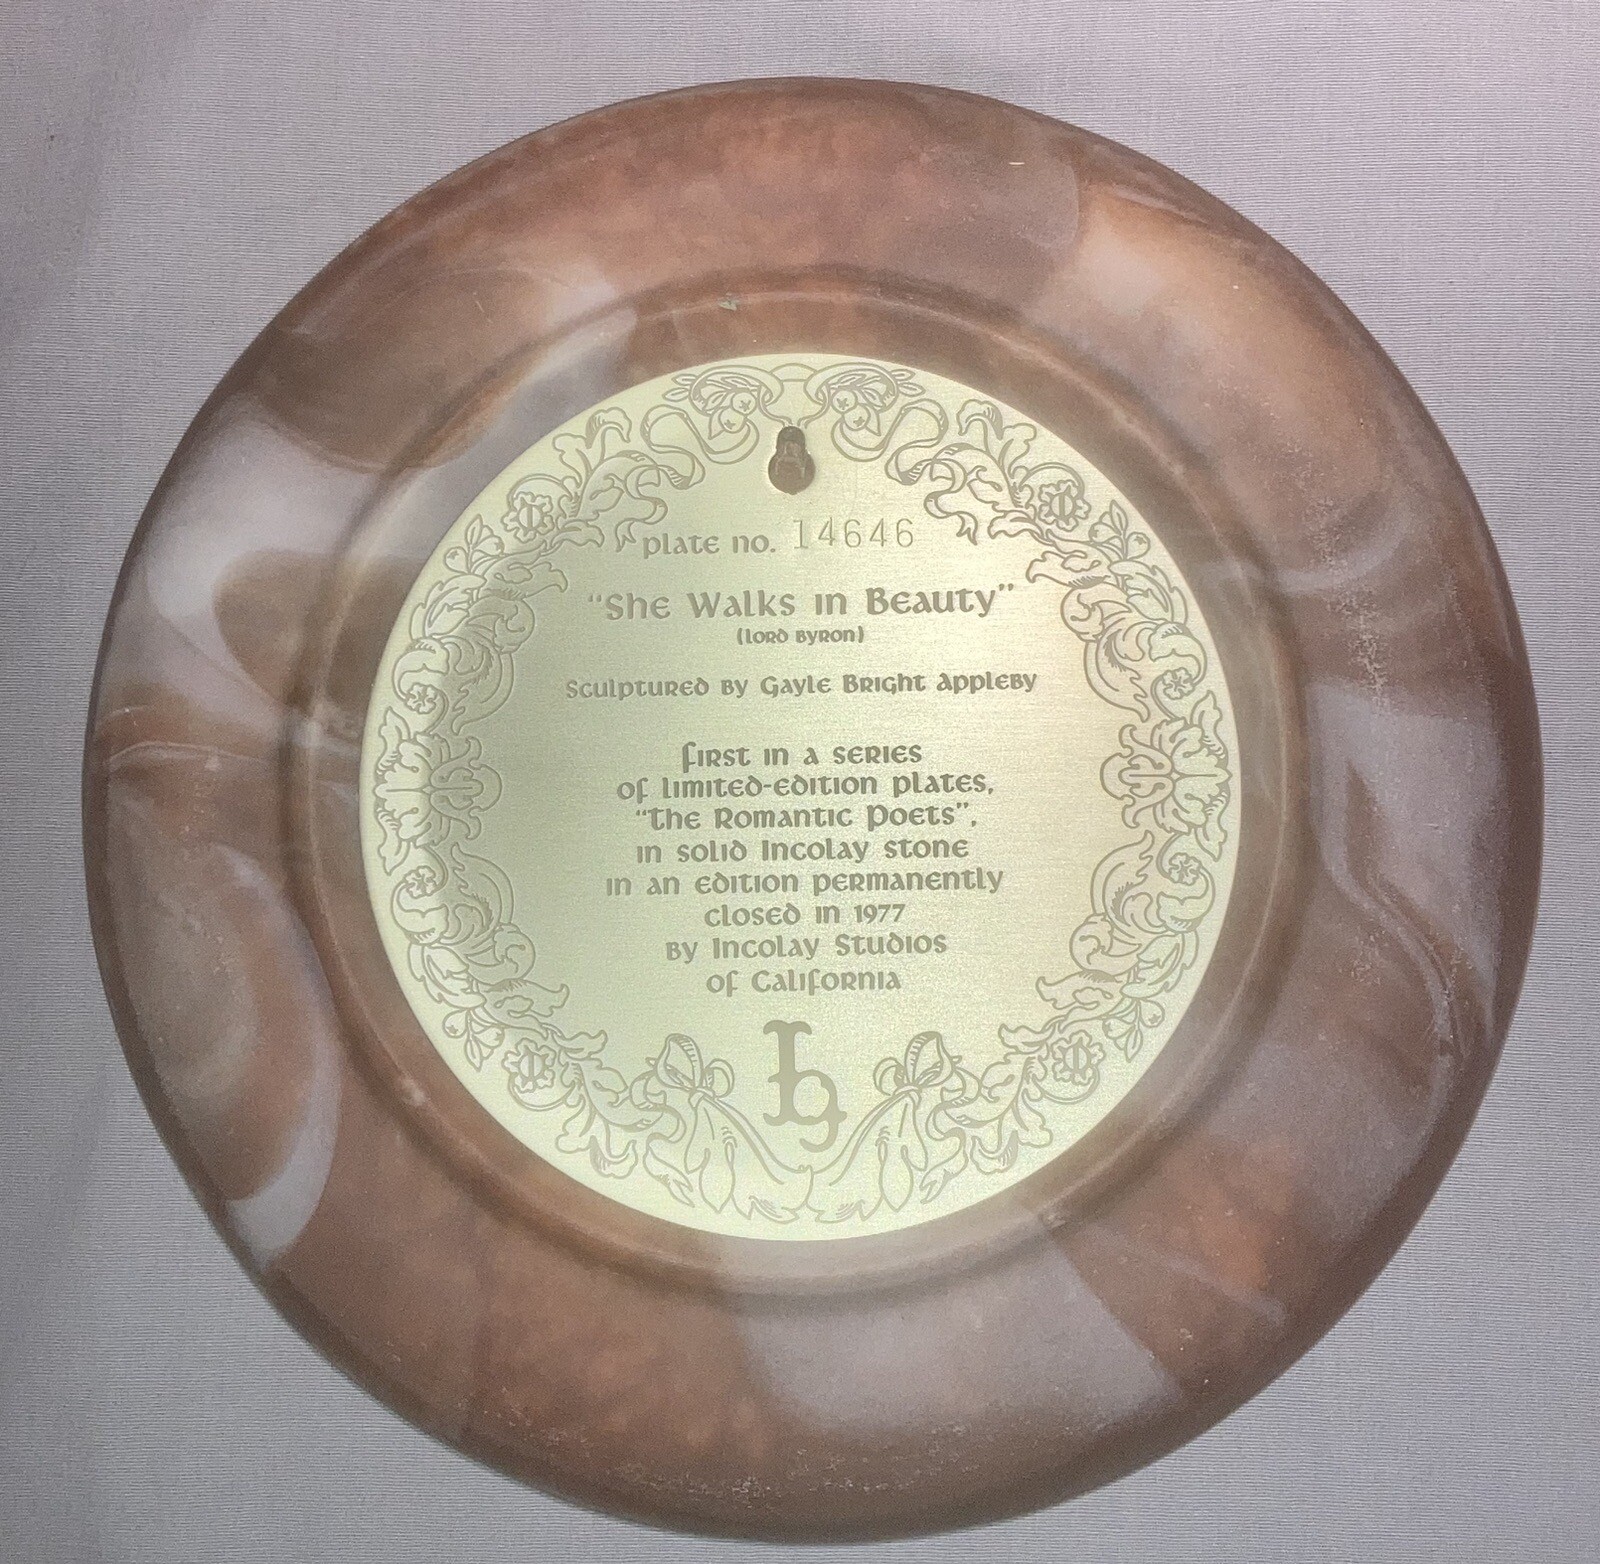 plate no. 14646
"She Walks in Beauty"
(Lord Byron)
Sculptured by Gayle Bright Appleby
First in a series
of limited-edition plates,
"The Romantic Poets",
in solid Incolay stone
in an edition permanently
closed in 1977
by Incolay Studios
of California